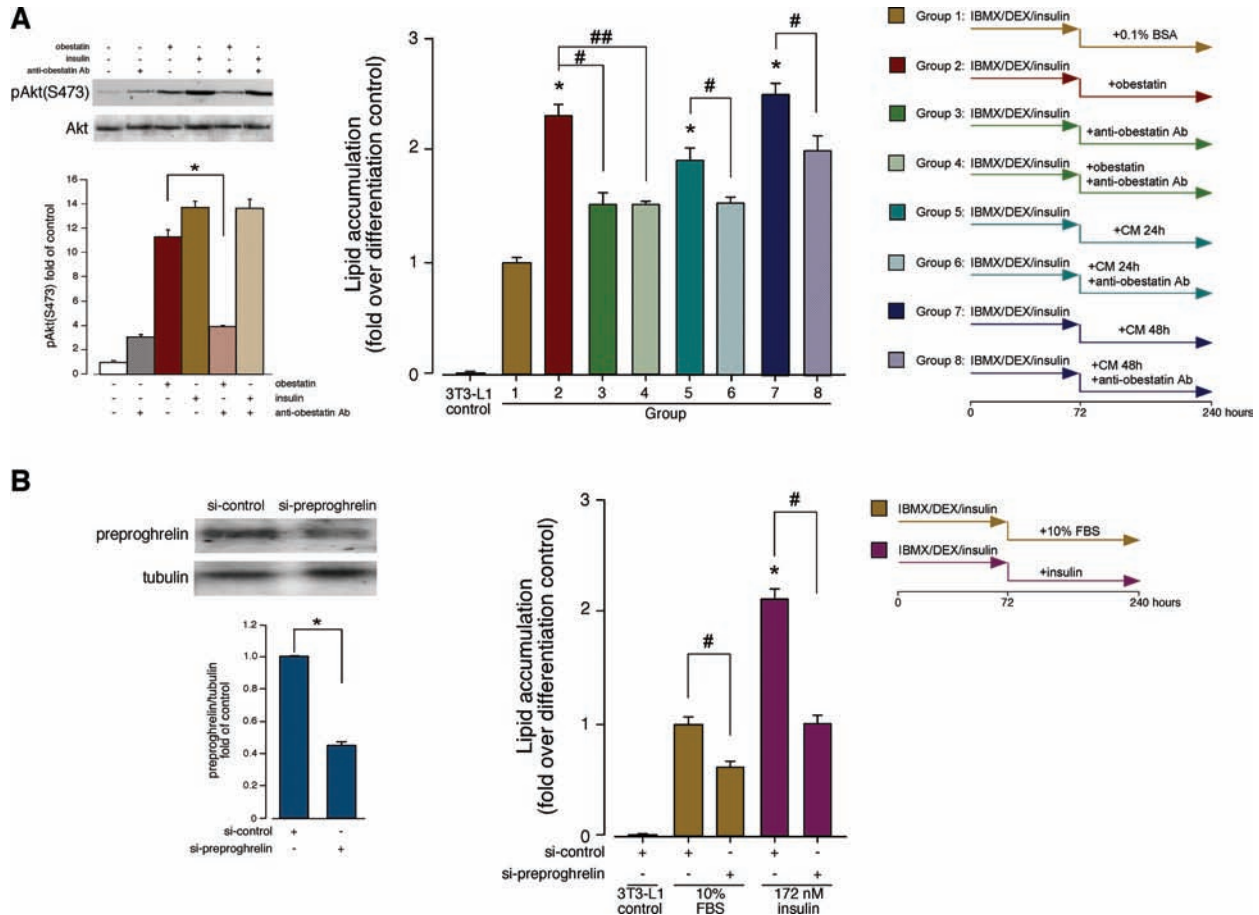 A
obestatin - - + - + -
insulin - - - + - +
anti-obestatin Ab - + - - + +
pAkt(S473)
Akt
pAkt(S473) fold of control
16
14
12
10
8
6
4
2
0
*
- - + - + - obestatin
- - - + - + insulin
- + - - + + anti-obestatin Ab
Lipid accumulation
(fold over differentiation control)
3
2
1
0
*
#
##
*
#
*
#
3T3-L1
control
1 2 3 4 5 6 7 8
Group
Group 1: IBMX/DEX/insulin
+0.1% BSA
Group 2: IBMX/DEX/insulin
+obestatin
Group 3: IBMX/DEX/insulin
+anti-obestatin Ab
Group 4: IBMX/DEX/insulin
+obestatin
+anti-obestatin Ab
Group 5: IBMX/DEX/insulin
+CM 24h
Group 6: IBMX/DEX/insulin
+CM 24h
+anti-obestatin Ab
Group 7: IBMX/DEX/insulin
+CM 48h
Group 8: IBMX/DEX/insulin
+CM 48h
+anti-obestatin Ab
0 72 240 hours
B
si-control si-preproghrelin
preproghrelin
tubulin
preproghrelin/tubulin
fold of control
1.2
1.0
0.8
0.6
0.4
0.2
0
*
si-control + -
si-preproghrelin - +
Lipid accumulation
(fold over differentiation control)
3
2
1
0
#
*
#
si-control + + - + -
si-preproghrelin - - + - +
3T3-L1
control
10%
FBS
172 nM
insulin
IBMX/DEX/insulin
+10% FBS
IBMX/DEX/insulin
+insulin
0 72 240 hours